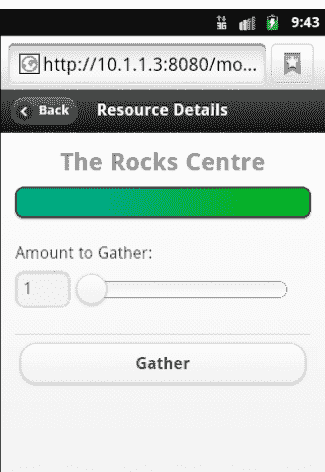 3G 9:43
http://10.1.1.3:8080/mo...
Back Resource Details
The Rocks Centre
Amount to Gather:
1
Gather